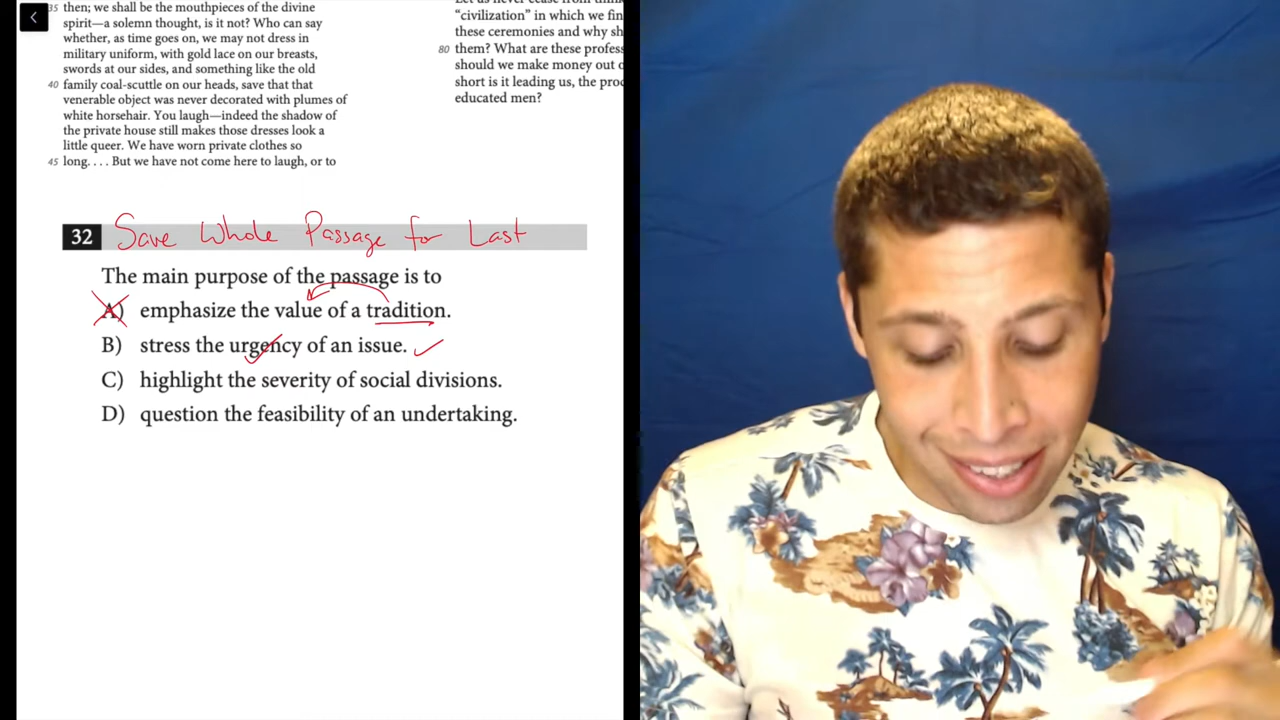 35 then; we shall be the mouthpieces of the divine
spirit—a solemn thought, is it not? Who can say
whether, as time goes on, we may not dress in
military uniform, with gold lace on our breasts,
swords at our sides, and something like the old
40 family coal-scuttle on our heads, save that that
venerable object was never decorated with plumes of
white horsehair. You laugh—indeed the shadow of
the private house still makes those dresses look a
little queer. We have worn private clothes so
45 long. . . . But we have not come here to laugh, or to
“civilization” in which we fin
these ceremonies and why sh
80 them? What are these profess
should we make money out o
short is it leading us, the proc
educated men?
32 Save Whole Passage for Last
The main purpose of the passage is to
A) emphasize the value of a tradition.
B) stress the urgency of an issue.
C) highlight the severity of social divisions.
D) question the feasibility of an undertaking.